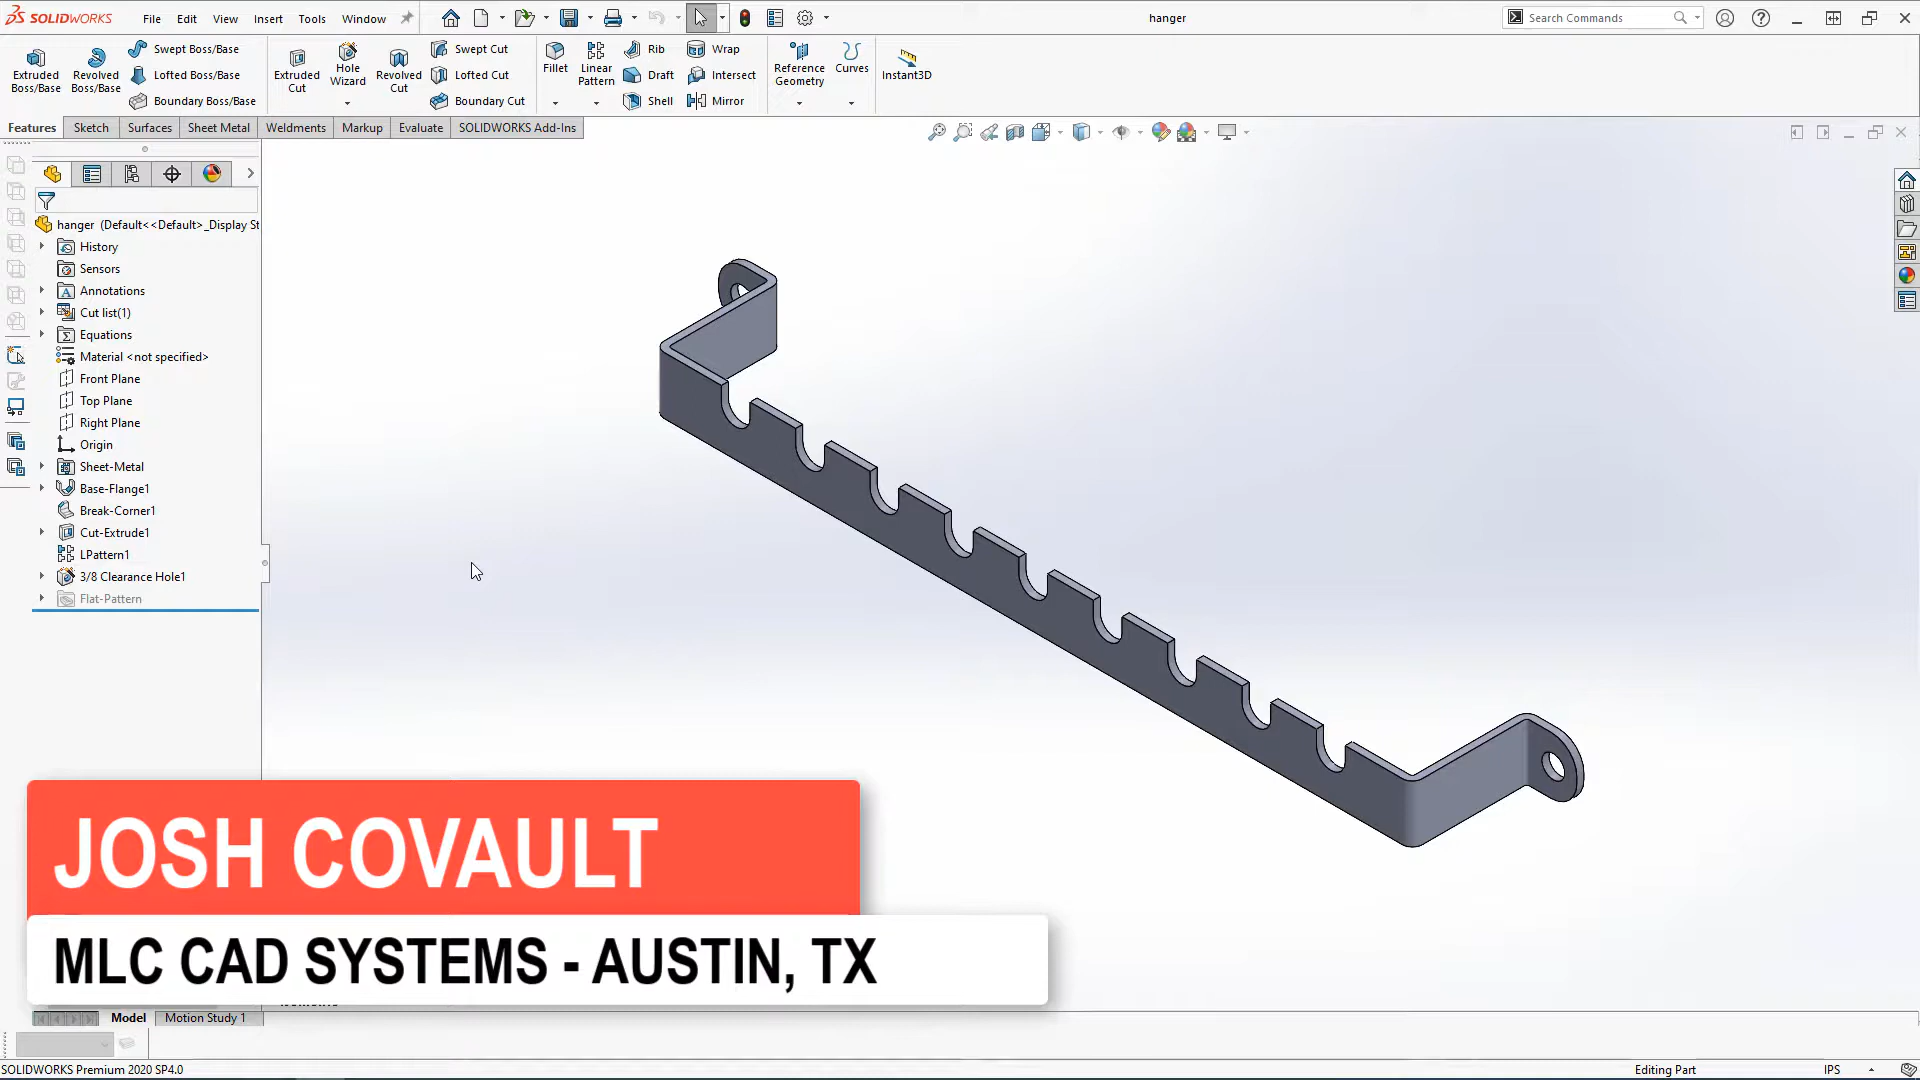 SOLIDWORKS
File Edit View Insert Tools Window
hanger
Search Commands
Extruded Boss/Base
Revolved Boss/Base
Swept Boss/Base
Lofted Boss/Base
Boundary Boss/Base
Extruded Cut
Hole Wizard
Revolved Cut
Swept Cut
Lofted Cut
Boundary Cut
Fillet
Linear Pattern
Rib
Draft
Shell
Wrap
Intersect
Mirror
Reference Geometry
Curves
Instant3D
Features Sketch Surfaces Sheet Metal Weldments Markup Evaluate SOLIDWORKS Add-Ins
hanger (Default<<Default>_Display St
History
Sensors
Annotations
Cut list(1)
Equations
Material <not specified>
Front Plane
Top Plane
Right Plane
Origin
Sheet-Metal
Base-Flange1
Break-Corner1
Cut-Extrude1
LPattern1
3/8 Clearance Hole1
Flat-Pattern
JOSH COVAULT
MLC CAD SYSTEMS - AUSTIN, TX
Model Motion Study 1
SOLIDWORKS Premium 2020 SP4.0
Editing Part
IPS